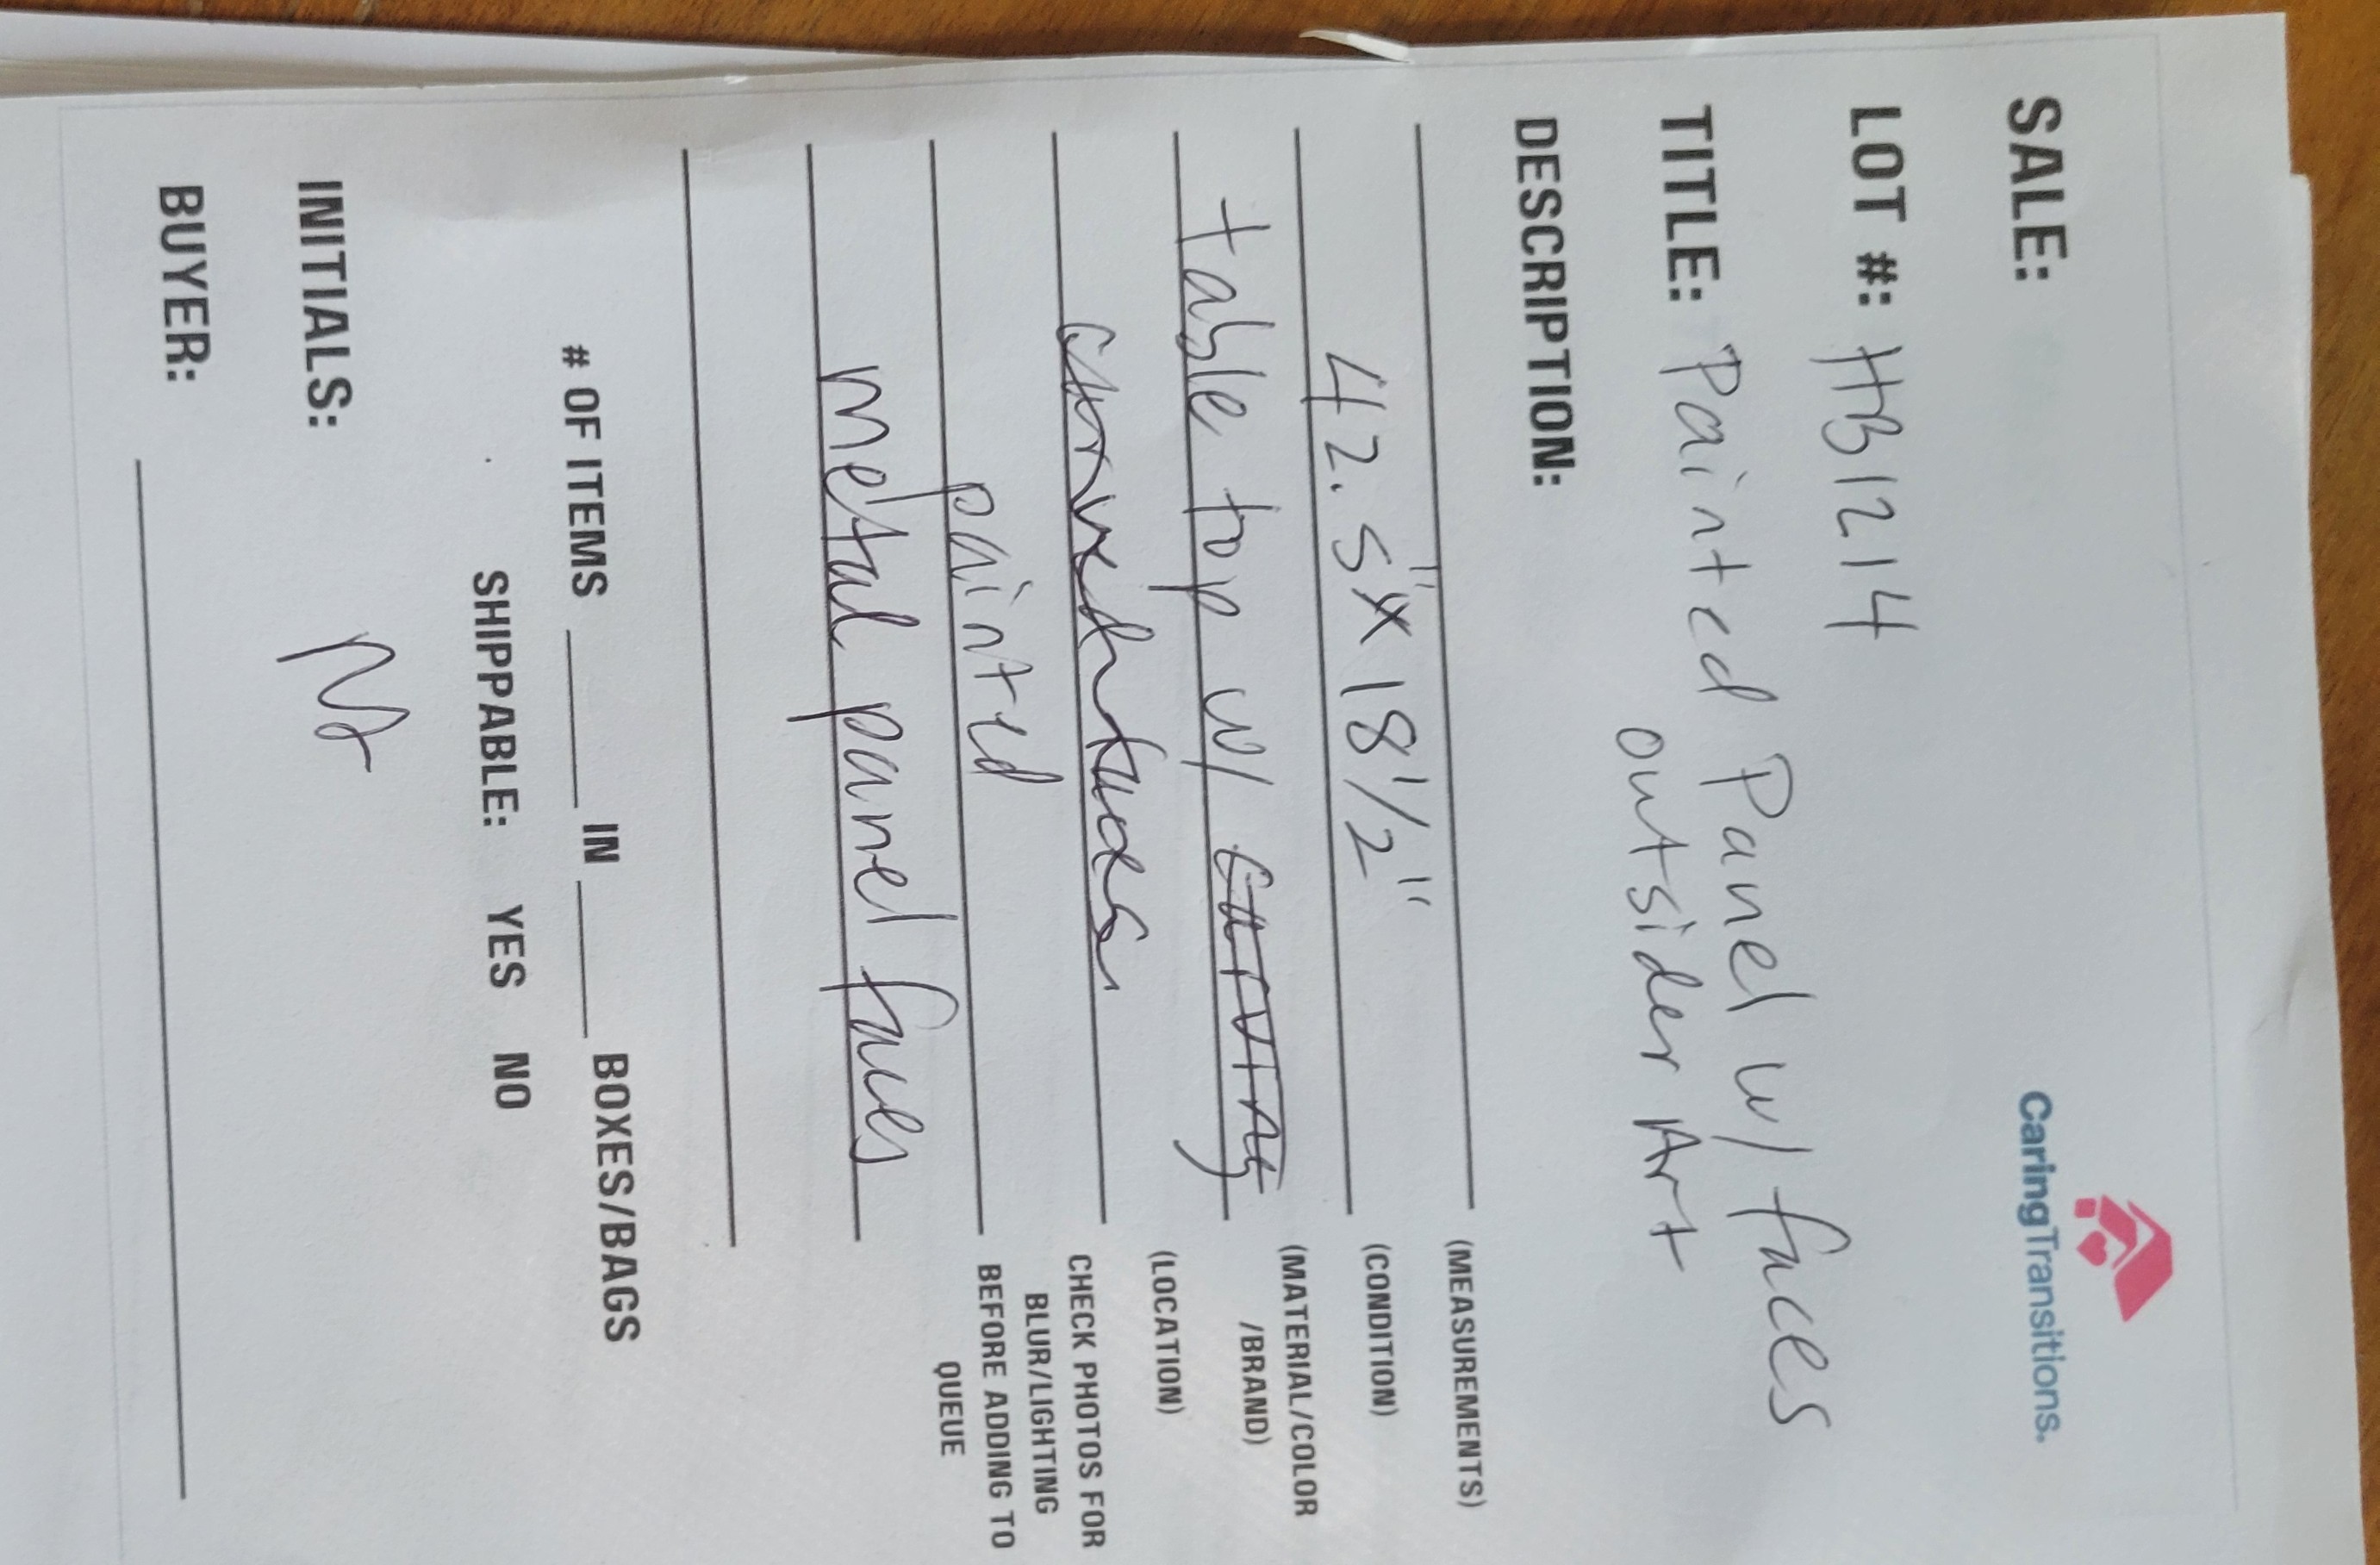 CaringTransitions.
SALE:
LOT #: HB1214
TITLE: Painted Panel w/ faces
outsider Art
DESCRIPTION:
(MEASUREMENTS)
42.5" x 18 1/2"
(CONDITION)
(MATERIAL/COLOR
/BRAND)
table top w/
(LOCATION)
CHECK PHOTOS FOR
BLUR/LIGHTING
BEFORE ADDING TO
QUEUE
painted
metal panel faces
# OF ITEMS ____ IN ____ BOXES/BAGS
SHIPPABLE: YES NO
INITIALS:
BUYER: